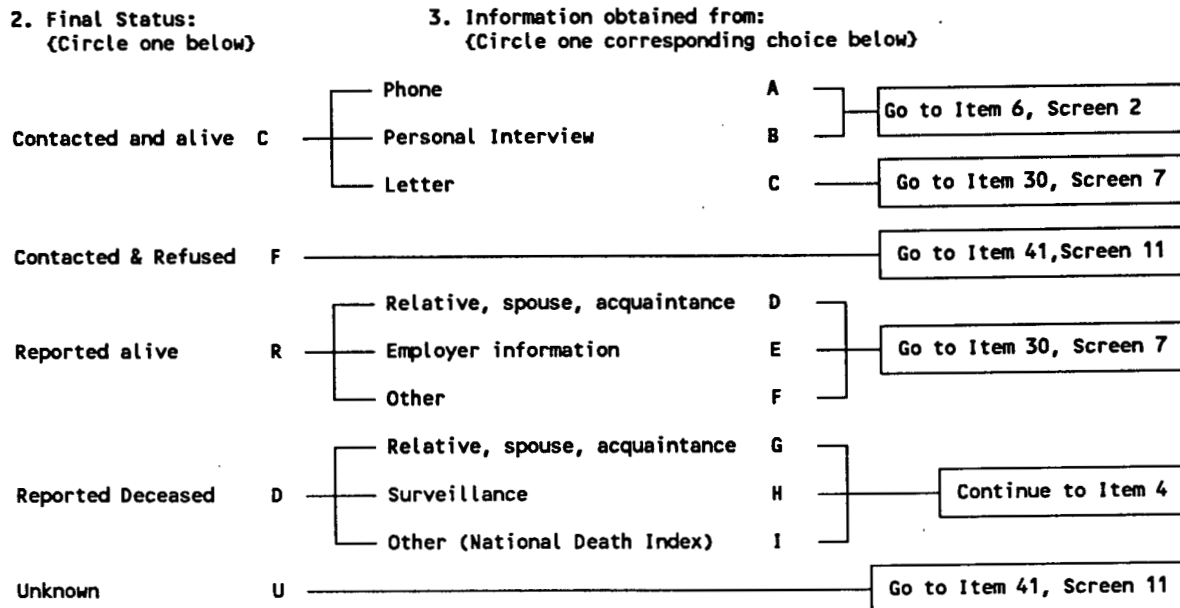 2. Final Status: 3. Information obtained from:
{Circle one below} {Circle one corresponding choice below}
Phone A
Go to Item 6, Screen 2
Contacted and alive C Personal Interview B
Letter C Go to Item 30, Screen 7
Contacted & Refused F Go to Item 41,Screen 11
Relative, spouse, acquaintance D
Reported alive R Employer information E Go to Item 30, Screen 7
Other F
Relative, spouse, acquaintance G
Reported Deceased D Surveillance H Continue to Item 4
Other (National Death Index) I
Unknown U Go to Item 41, Screen 11